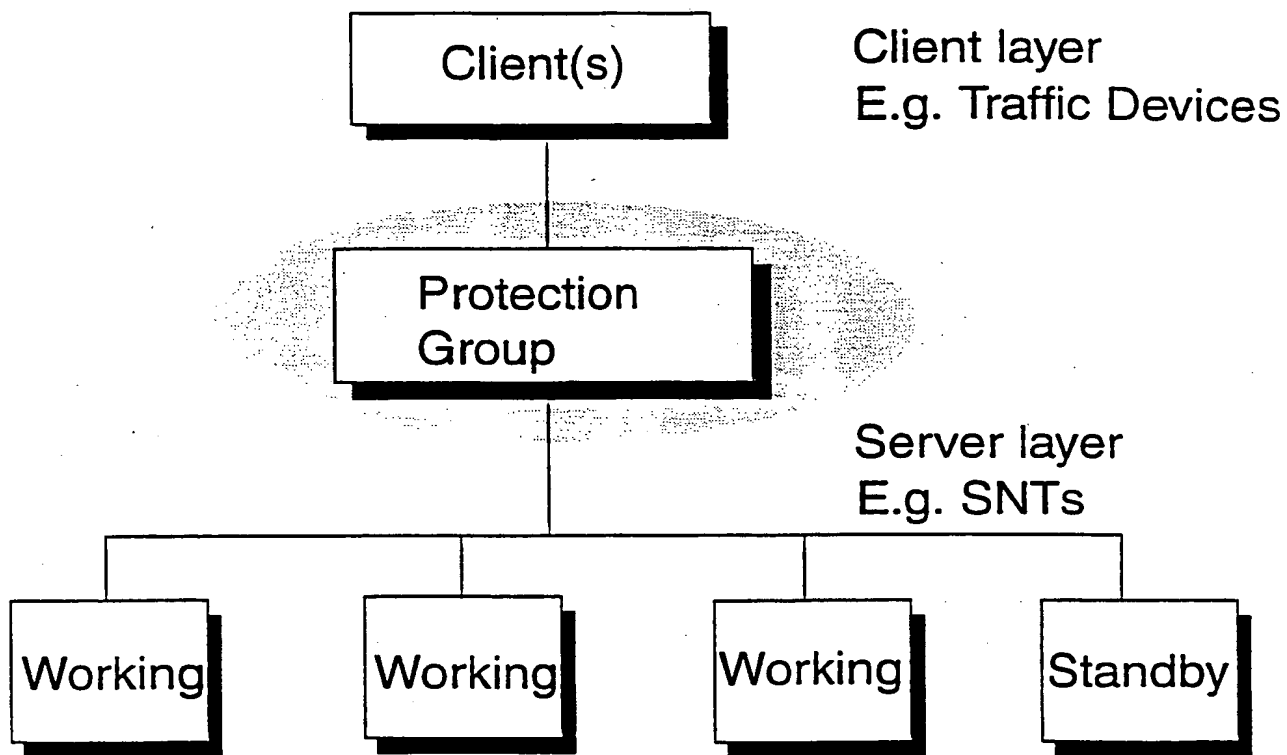 Client(s)
Client layer
E.g. Traffic Devices
Protection
Group
Server layer
E.g. SNTs
Working
Working
Working
Standby